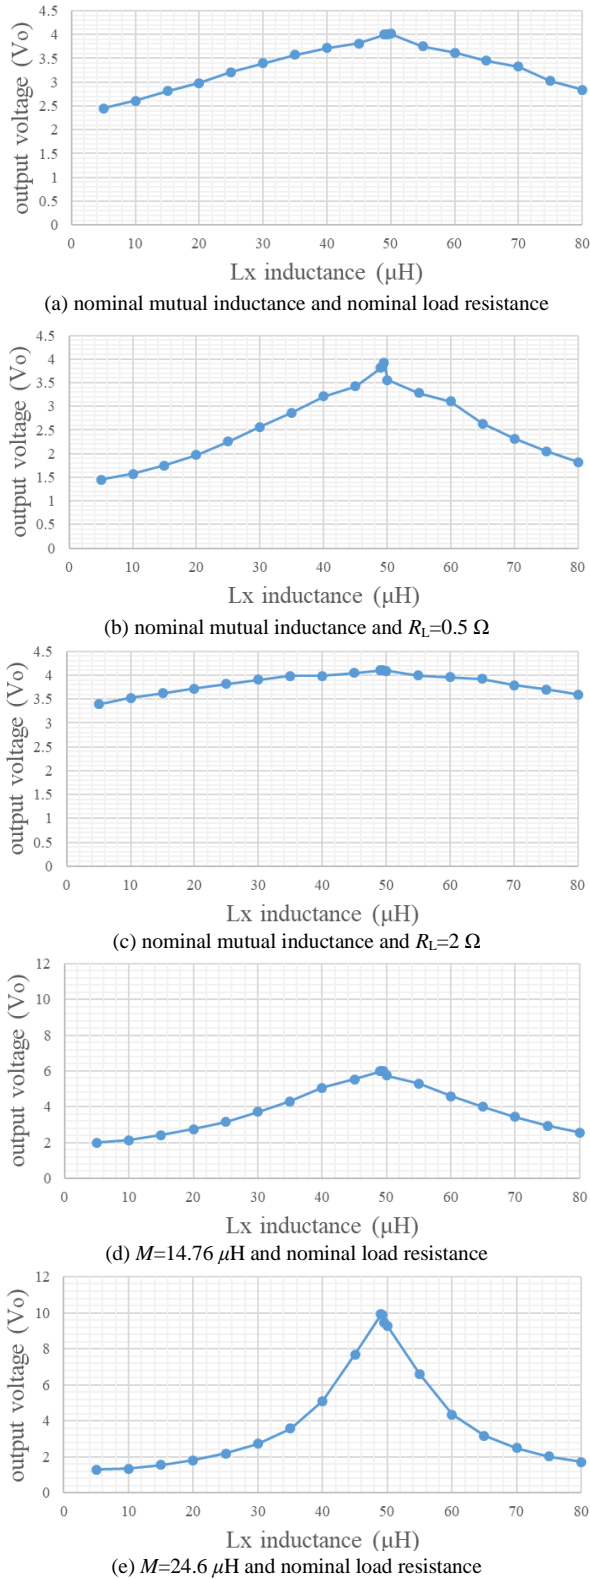 4.5
4
3.5
3
2.5
2
1.5
1
0.5
0
output voltage (Vo)
0 10 20 30 40 50 60 70 80
Lx inductance (μH)
(a) nominal mutual inductance and nominal load resistance
4.5
4
3.5
3
2.5
2
1.5
1
0.5
0
output voltage (Vo)
0 10 20 30 40 50 60 70 80
Lx inductance (μH)
(b) nominal mutual inductance and RL=0.5 Ω
4.5
4
3.5
3
2.5
2
1.5
1
0.5
0
output voltage (Vo)
0 10 20 30 40 50 60 70 80
Lx inductance (μH)
(c) nominal mutual inductance and RL=2 Ω
12
10
8
6
4
2
0
output voltage (Vo)
0 10 20 30 40 50 60 70 80
Lx inductance (μH)
(d) M=14.76 μH and nominal load resistance
12
10
8
6
4
2
0
output voltage (Vo)
0 10 20 30 40 50 60 70 80
Lx inductance (μH)
(e) M=24.6 μH and nominal load resistance